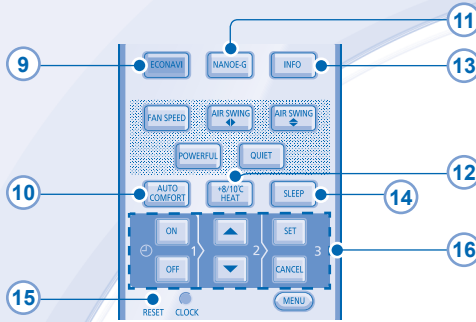 11
9 ECONAVI NANOE-G INFO 13
FAN SPEED AIR SWING AIR SWING
POWERFUL QUIET
12
10 AUTO COMFORT +8/10℃ HEAT SLEEP 14
ON SET
1 2 3 16
OFF CANCEL
15 RESET CLOCK MENU